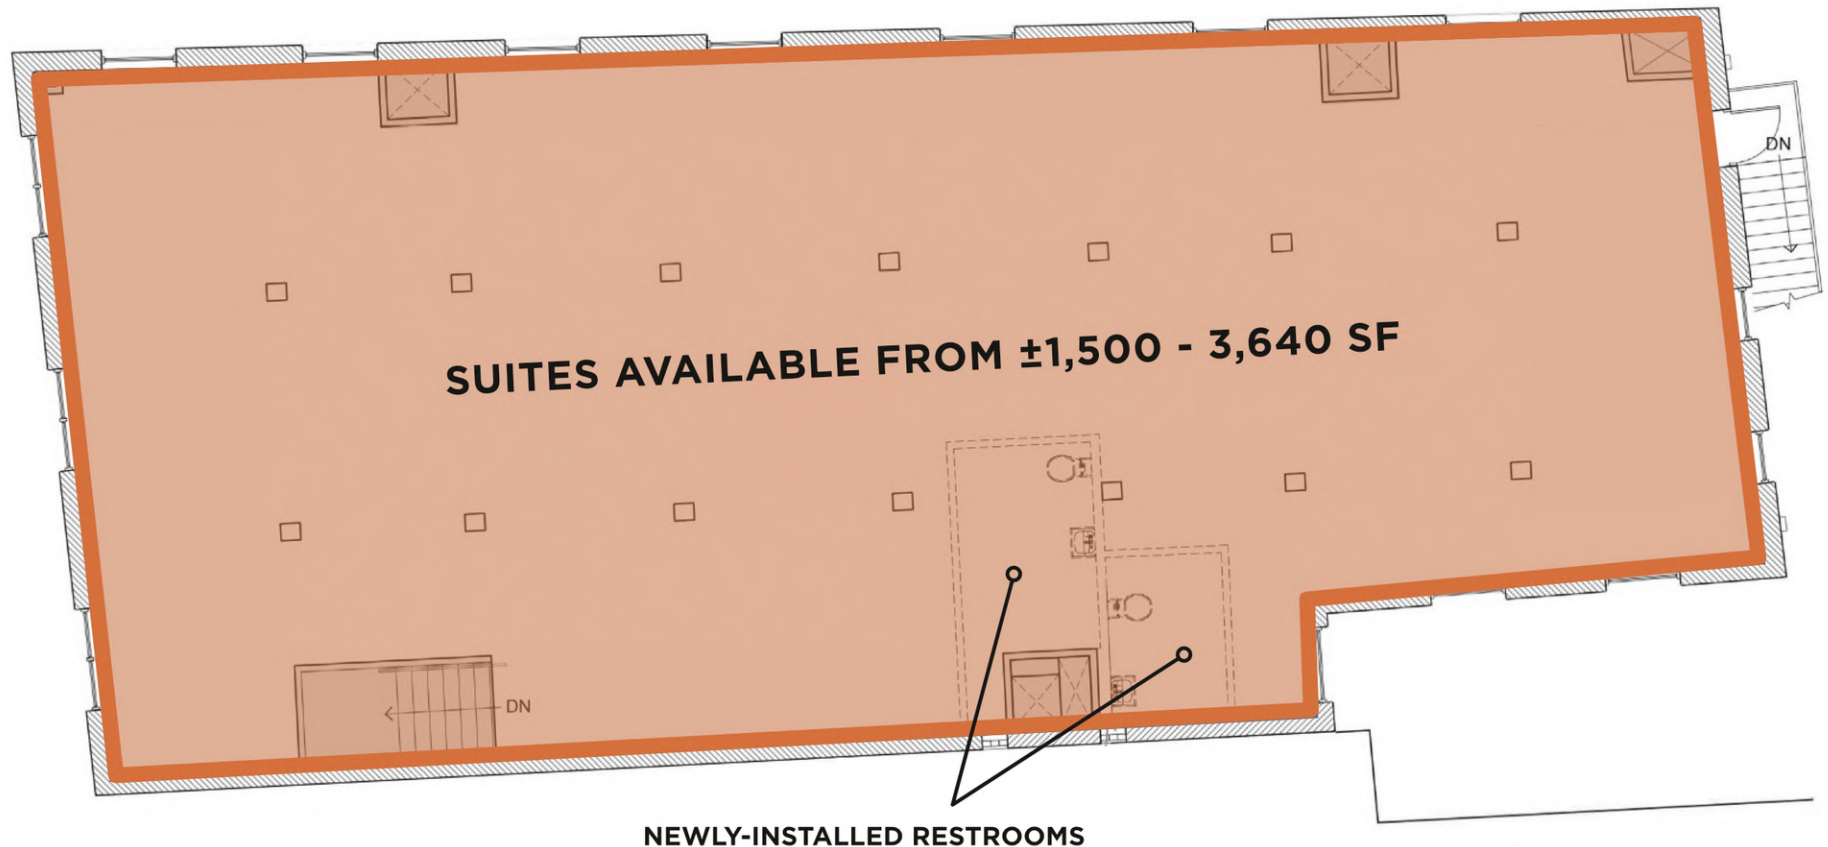 DN
SUITES AVAILABLE FROM ±1,500 - 3,640 SF
DN
NEWLY-INSTALLED RESTROOMS